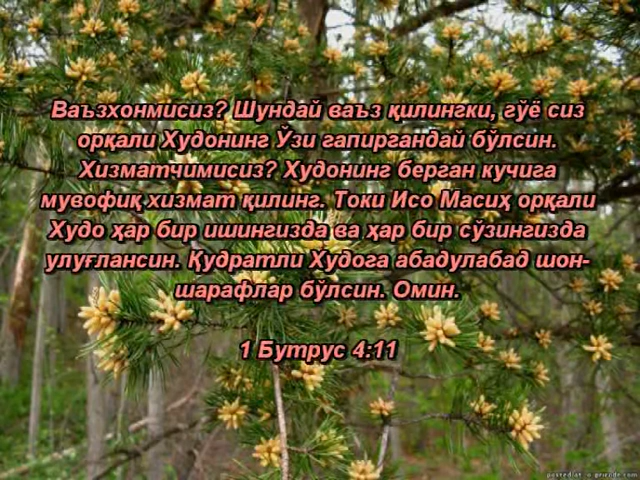 Ваъзхонмисиз? Шундай ваъз қилингки, гўё сиз
орқали Худонинг Ўзи гапиргандай бўлсин.
Хизматчимисиз? Худонинг берган кучига
мувофиқ хизмат қилинг. Токи Исо Масиҳ орқали
Худо ҳар бир ишингизда ва ҳар бир сўзингизда
улуғлансин. Қудратли Худога абадулабад шон-
шарафлар бўлсин. Омин.
1 Бутрус 4:11